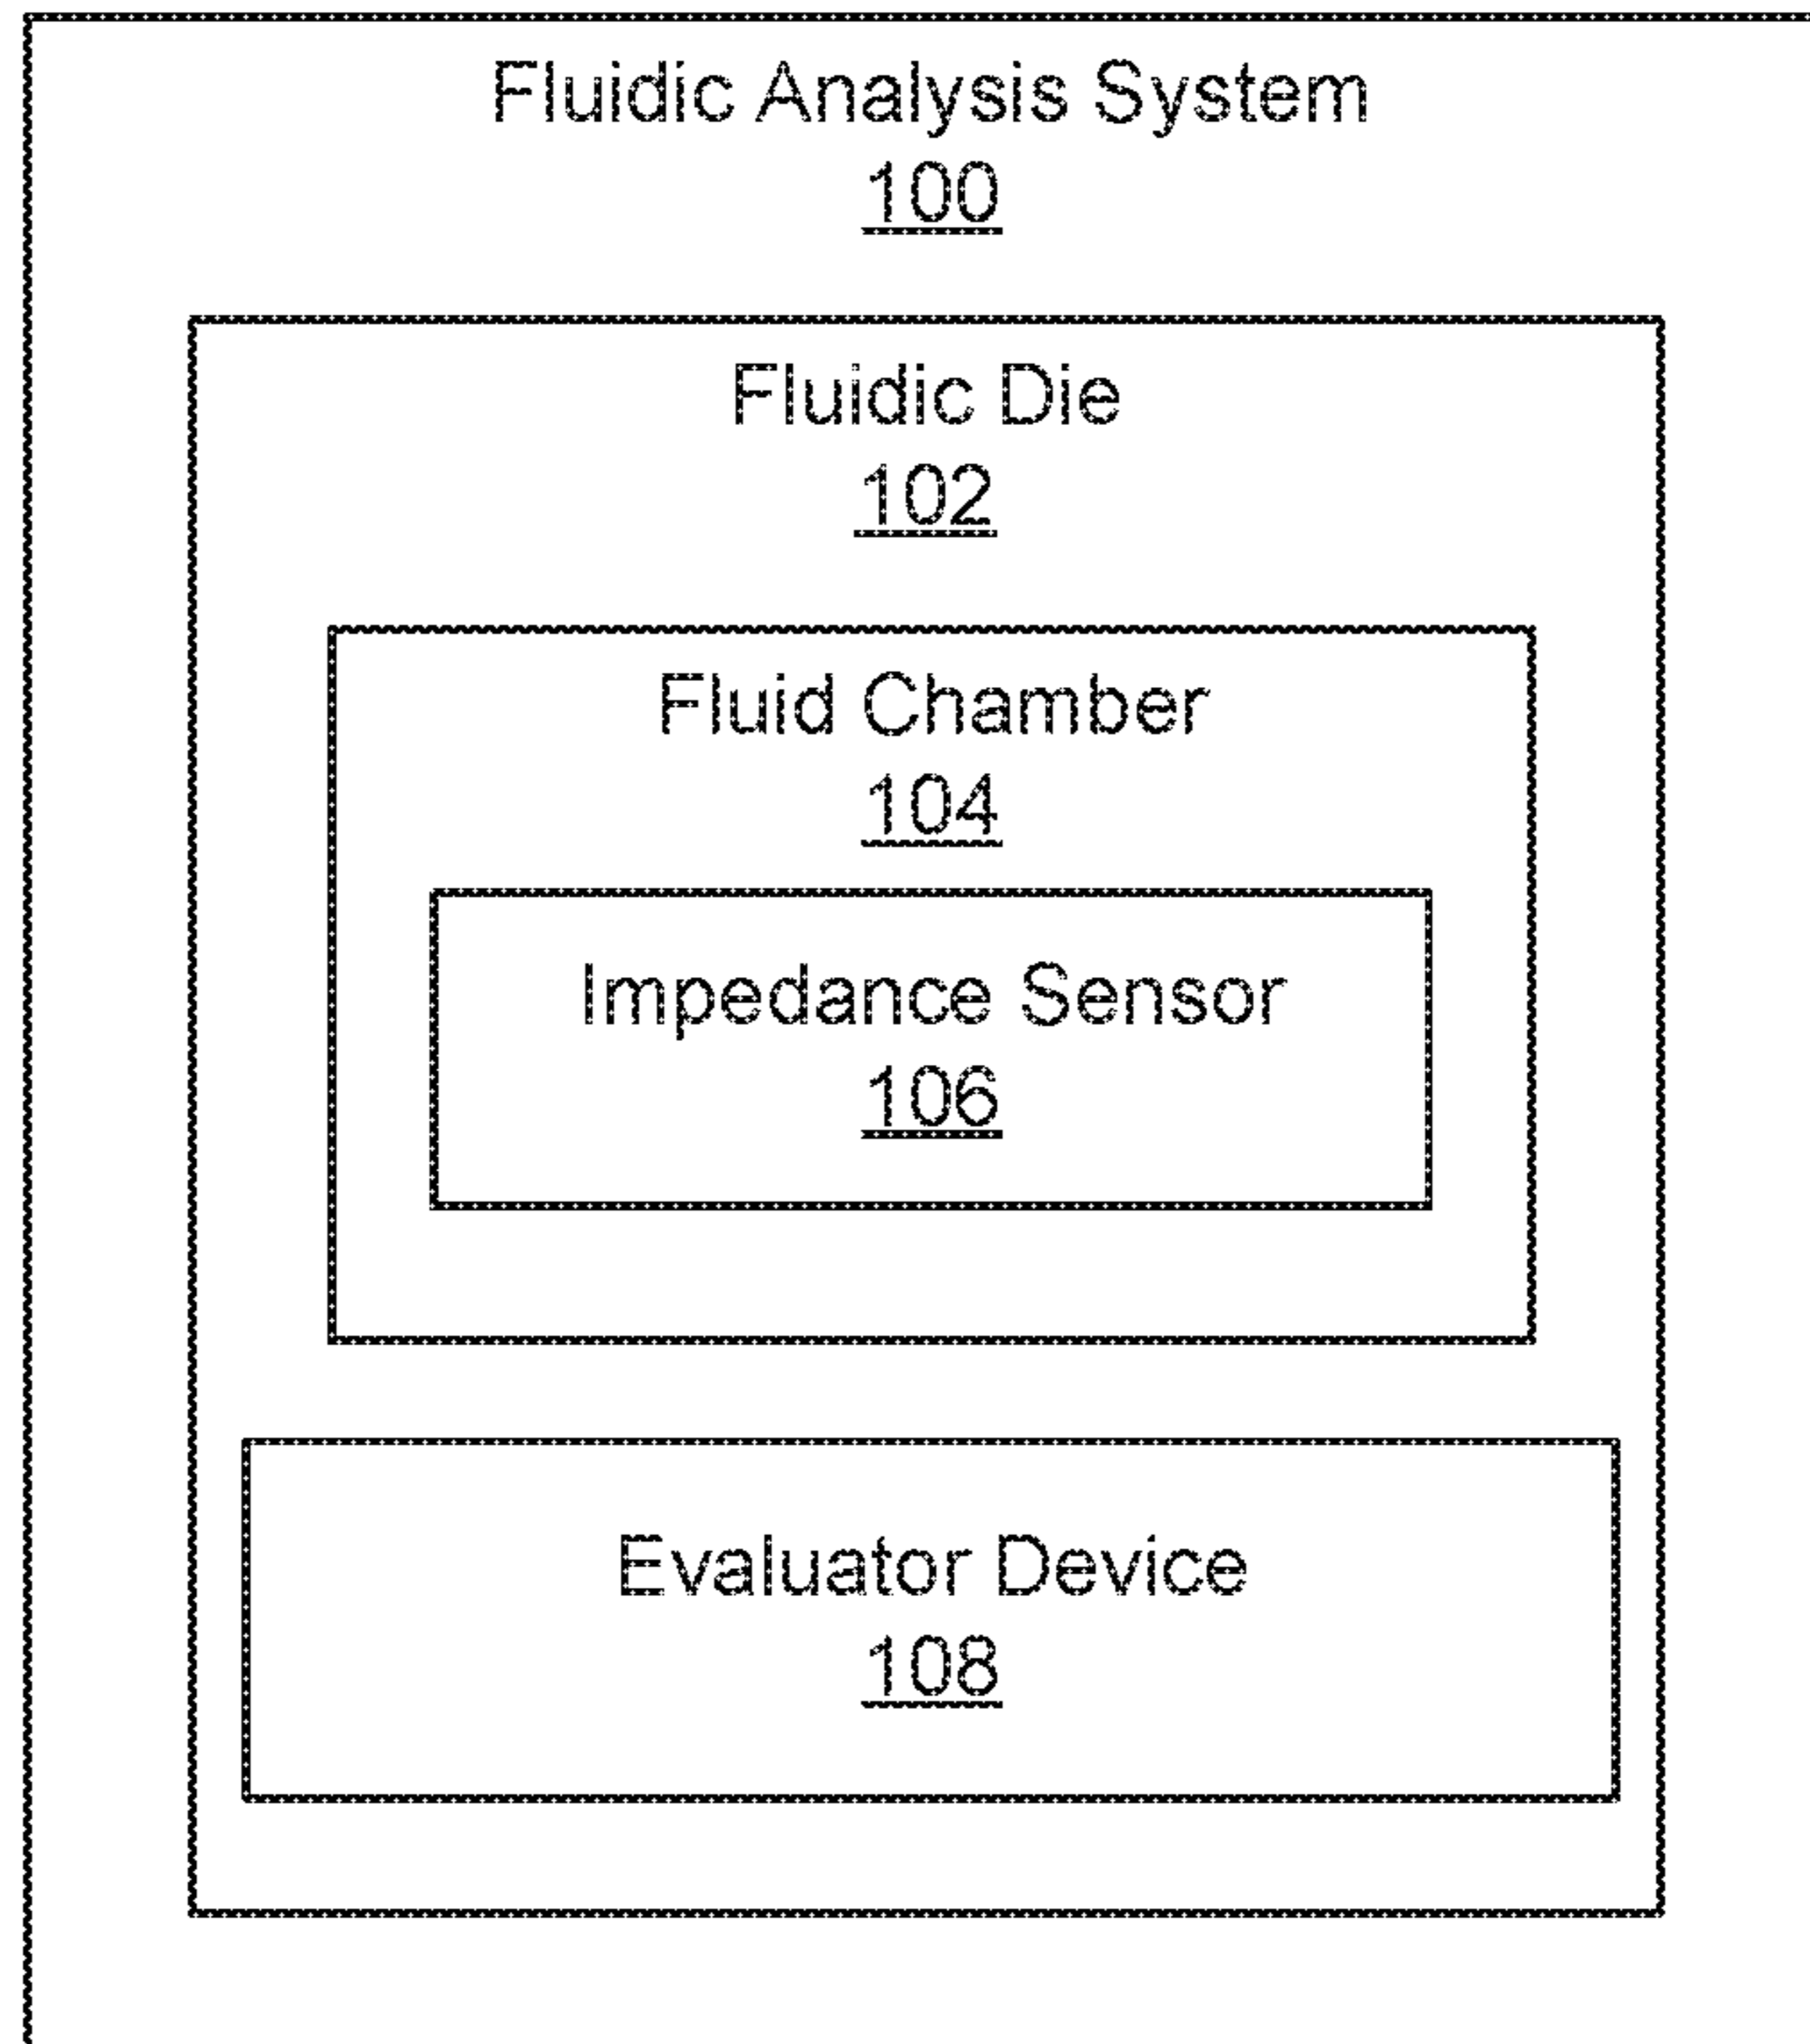 Fluidic Analysis System
100
Fluidic Die
102
Fluid Chamber
104
Impedance Sensor
106
Evaluator Device
108